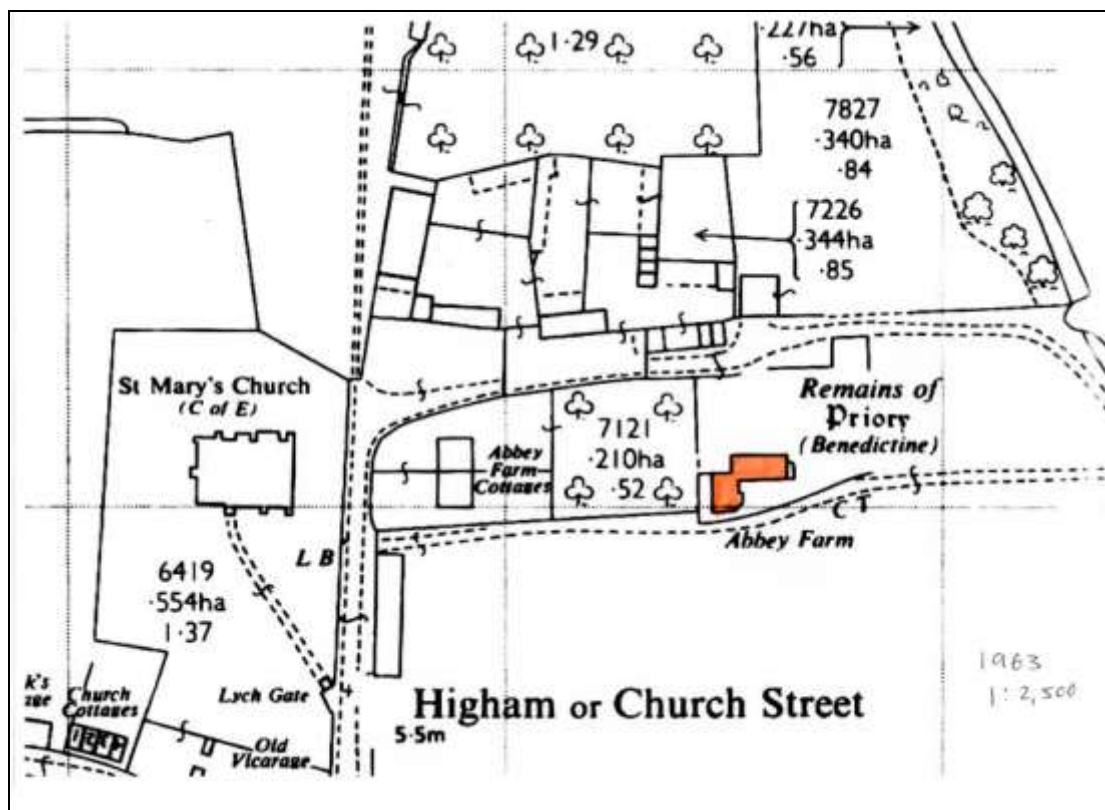 1·29
·227ha
·56
7827
·340ha
·84
7226
·344ha
·85
St Mary's Church
(C of E)
Remains of
Priory
(Benedictine)
7121
·210ha
·52
Abbey
Farm
Cottages
C T
Abbey Farm
L B
6419
·554ha
1·37
1963
1:2,500
Lych Gate
Higham or Church Street
5·5m
k's
age
Church
Cottages
Old
Vicarage